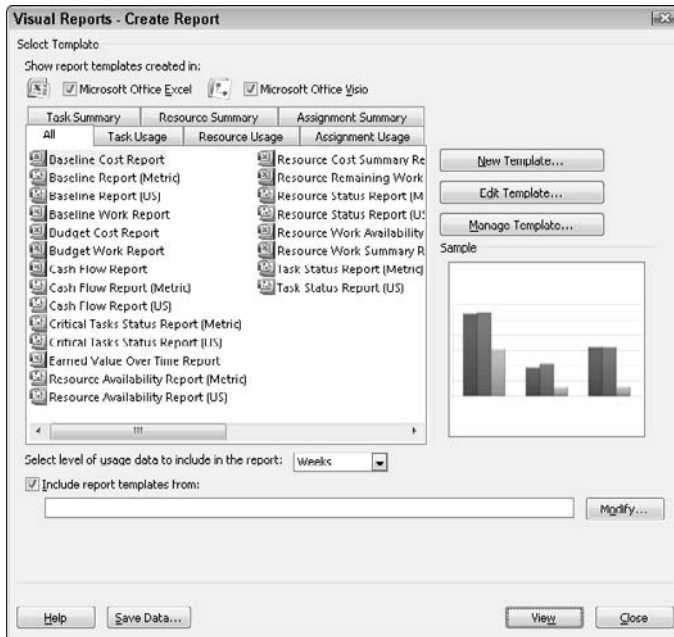 Visual Reports - Create Report
Select Template
Show report templates created in:
Microsoft Office Excel
Microsoft Office Visio
Task Summary
Resource Summary
Assignment Summary
All
Task Usage
Resource Usage
Assignment Usage
Baseline Cost Report
Baseline Report (Metric)
Baseline Report (US)
Baseline Work Report
Budget Cost Report
Budget Work Report
Cash Flow Report
Cash Flow Report (Metric)
Cash Flow Report (US)
Critical Tasks Status Report (Metric)
Critical Tasks Status Report (US)
Earned Value Over Time Report
Resource Availability Report (Metric)
Resource Availability Report (US)
Resource Cost Summary Re
Resource Remaining Work
Resource Status Report (M
Resource Status Report (US
Resource Work Availability
Resource Work Summary R
Task Status Report (Metric)
Task Status Report (US)
New Template...
Edit Template...
Manage Template...
Sample
Select level of usage data to include in the report:
Weeks
Include report templates from:
Modify...
Help
Save Data...
View
Close